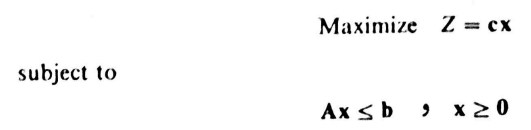 Maximize Z = cx
subject to
Ax ≤ b , x ≥ 0